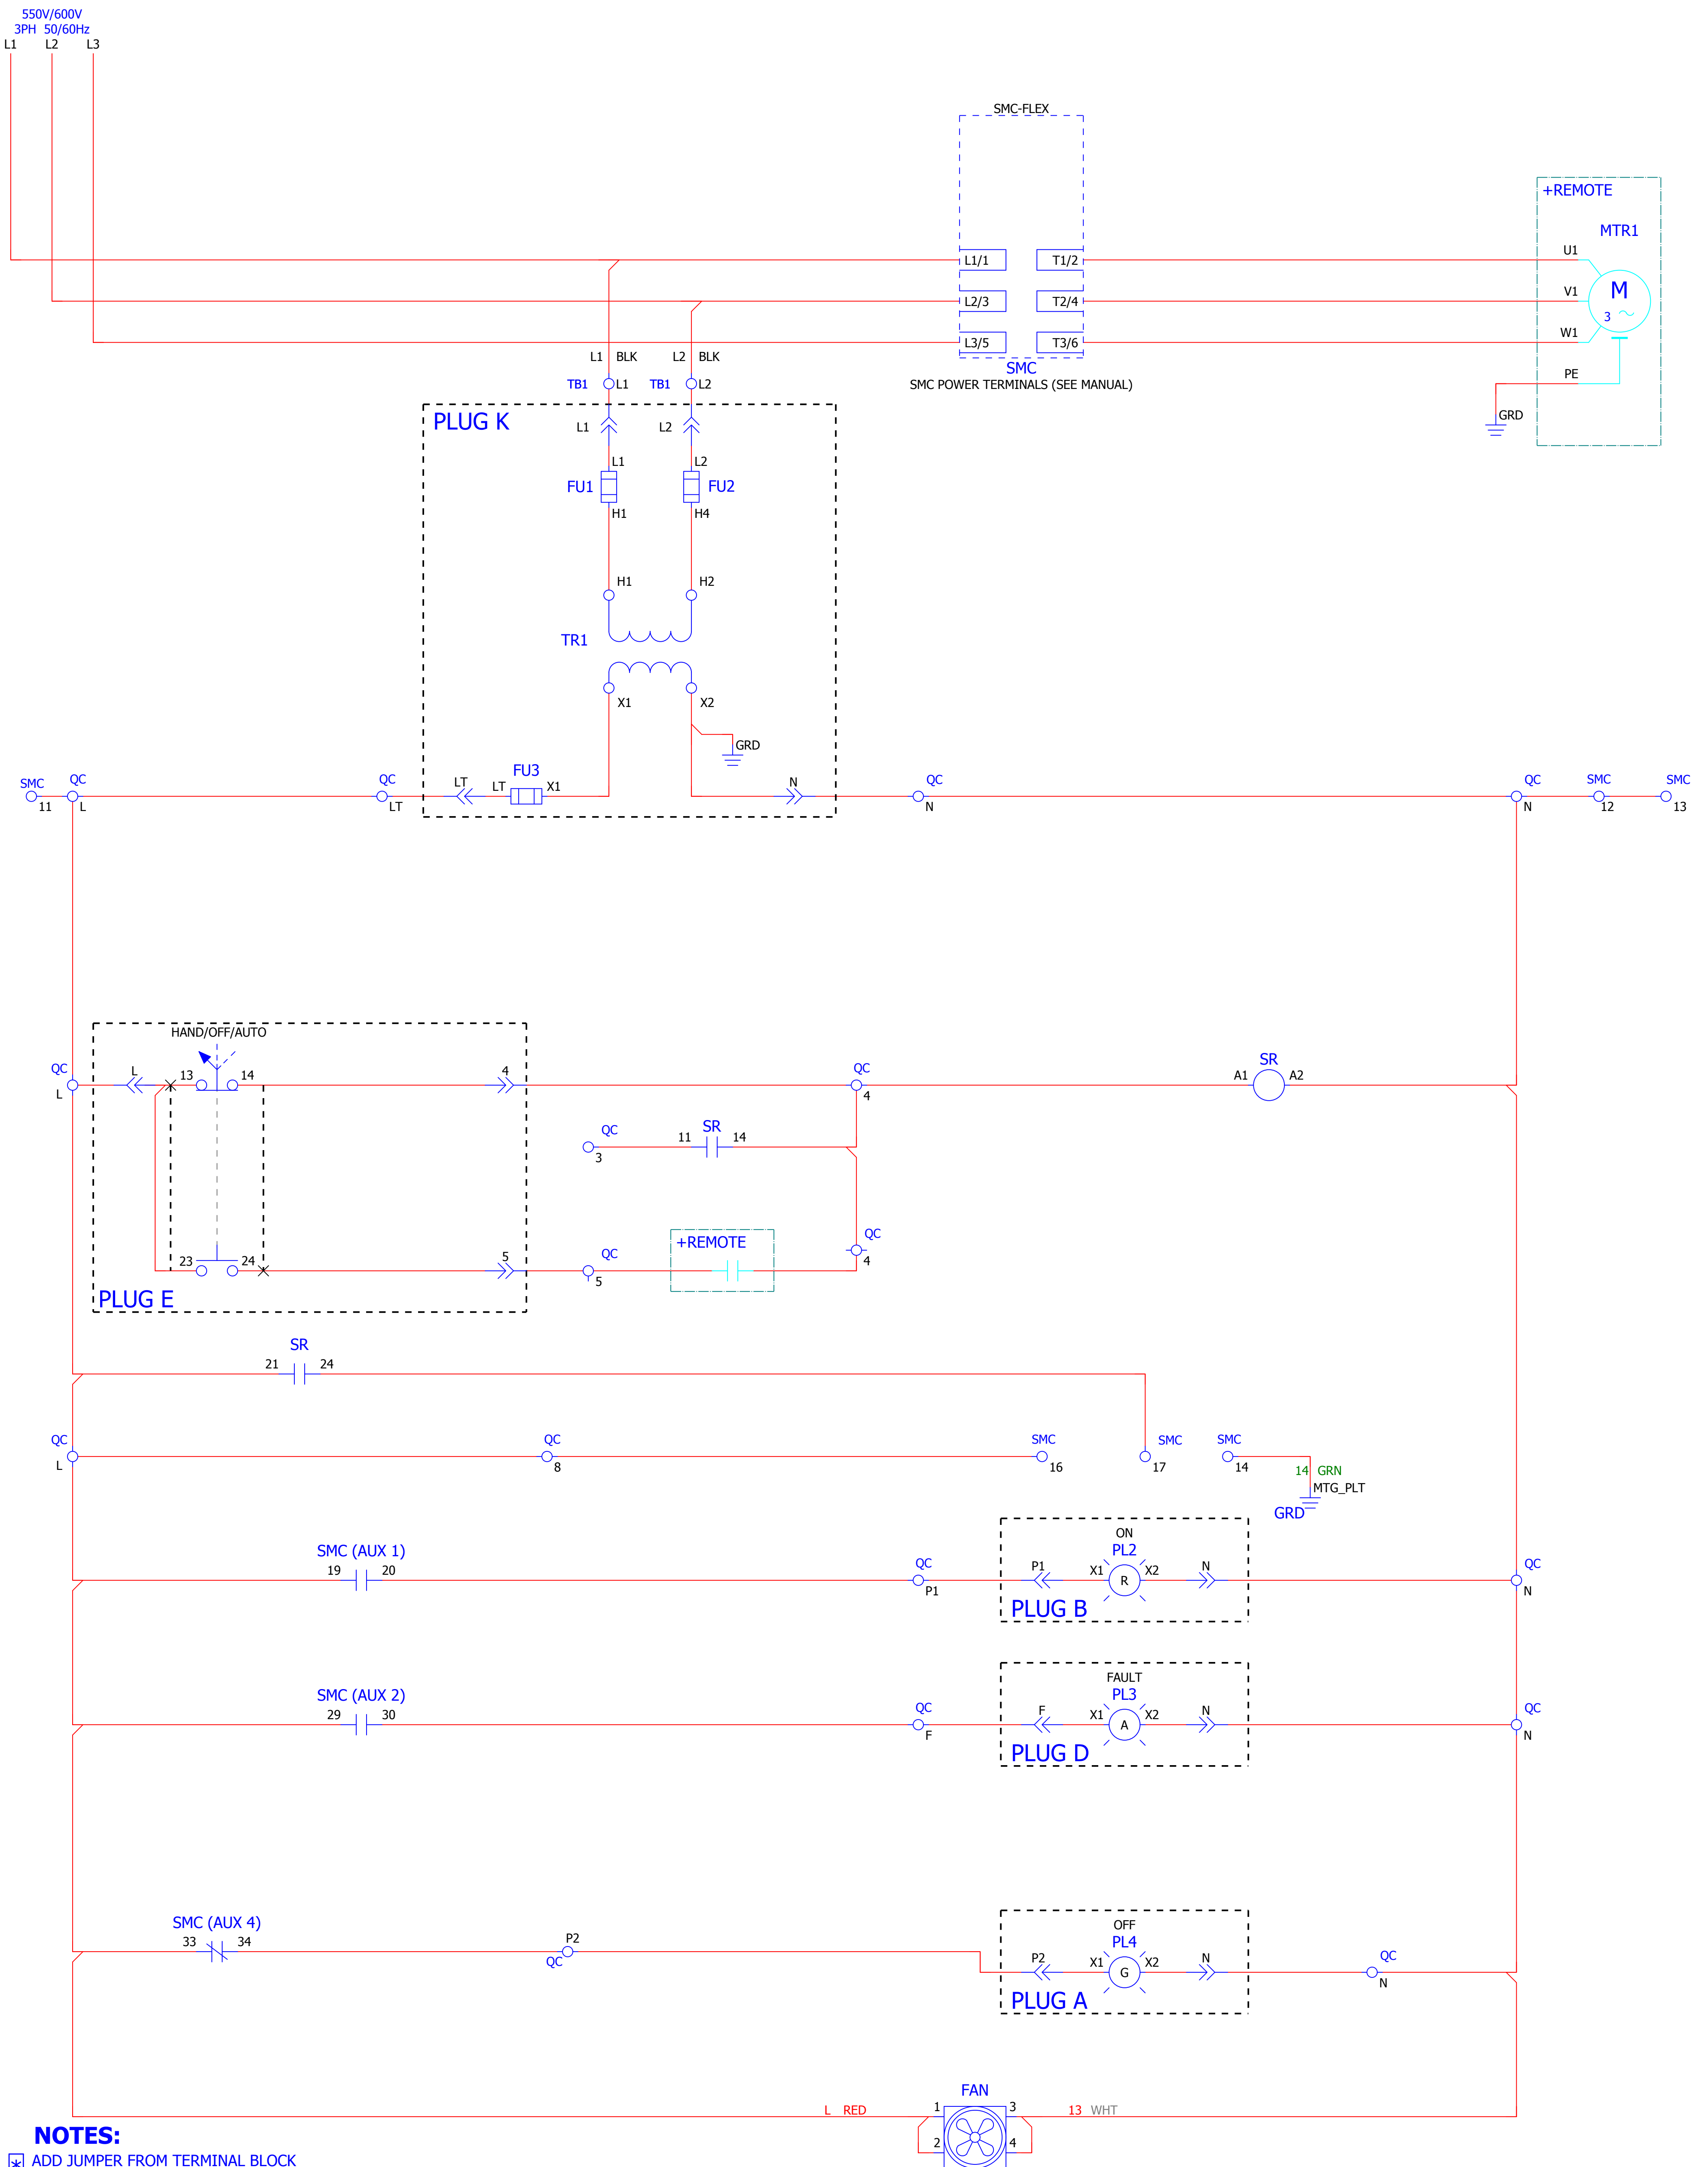 550V/600V
3PH 50/60Hz
L1 L2 L3
SMC-FLEX
+REMOTE
MTR1
L1/1 T1/2 U1
L2/3 T2/4 V1
M
3
L3/5 T3/6 W1
L1 BLK L2 BLK
SMC
SMC POWER TERMINALS (SEE MANUAL)
PE
TB1 L1 TB1 L2
GRD
PLUG K
L1 L2
L1 L2
FU1 FU2
H1 H4
H1 H2
TR1
X1 X2
GRD
SMC QC QC LT LT FU3 X1 N QC QC SMC SMC
11 L LT N N 12 13
HAND/OFF/AUTO
QC L 13 14 4 QC SR
A1 A2
L 4
QC 11 SR 14
3
QC
+REMOTE
23 24 5 QC 4
5
PLUG E
SR
21 24
QC QC SMC SMC SMC
L 8 16 17 14
14 GRN
MTG_PLT
GRD
ON
SMC (AUX 1) PL2
19 20 QC P1 X1 R X2 N QC
P1 N
PLUG B
FAULT
SMC (AUX 2) PL3
29 30 QC F X1 A X2 N QC
F N
PLUG D
SMC (AUX 4) OFF
33 34 P2 PL4
QC P2 X1 G X2 N QC
N
PLUG A
FAN
L RED 1 3 13 WHT
2 4
NOTES:
* ADD JUMPER FROM TERMINAL BLOCK